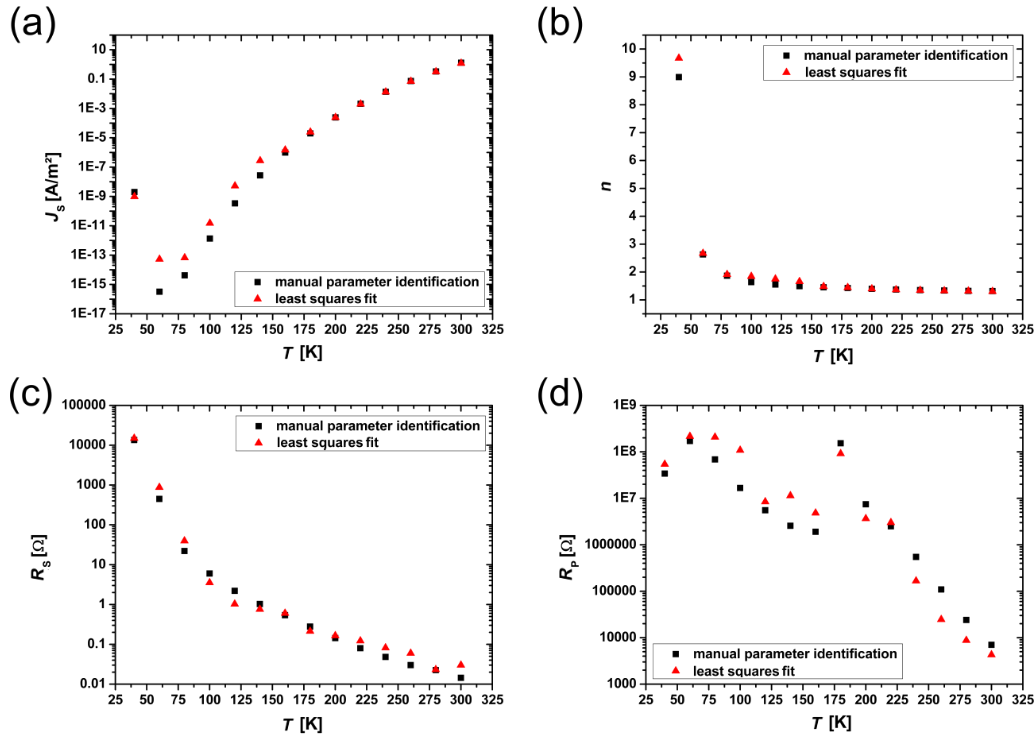 (a)
10
0.1
1E-3
1E-5
1E-7
1E-9
1E-11
1E-13
1E-15
1E-17
J_S [A/m²]
manual parameter identification
least squares fit
25 50 75 100 125 150 175 200 225 250 275 300 325
T [K]
(b)
10
9
8
7
6
5
4
3
2
1
n
manual parameter identification
least squares fit
25 50 75 100 125 150 175 200 225 250 275 300 325
T [K]
(c)
100000
10000
1000
100
10
1
0.1
0.01
R_S [Ω]
manual parameter identification
least squares fit
25 50 75 100 125 150 175 200 225 250 275 300 325
T [K]
(d)
1E9
1E8
1E7
1000000
100000
10000
1000
R_P [Ω]
manual parameter identification
least squares fit
25 50 75 100 125 150 175 200 225 250 275 300 325
T [K]